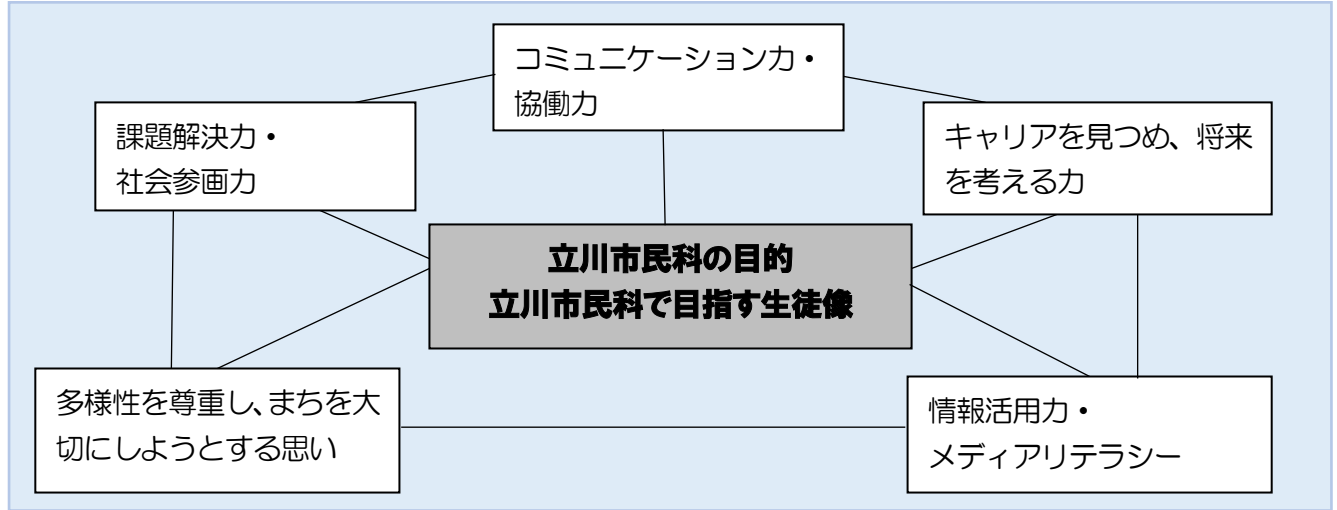 コミュニケーション力・
協働力
課題解決力・
社会参画力
キャリアを見つめ、将来
を考える力
立川市民科の目的
立川市民科で目指す生徒像
多様性を尊重し、まちを大
切にしようとする思い
情報活用力・
メディアリテラシー